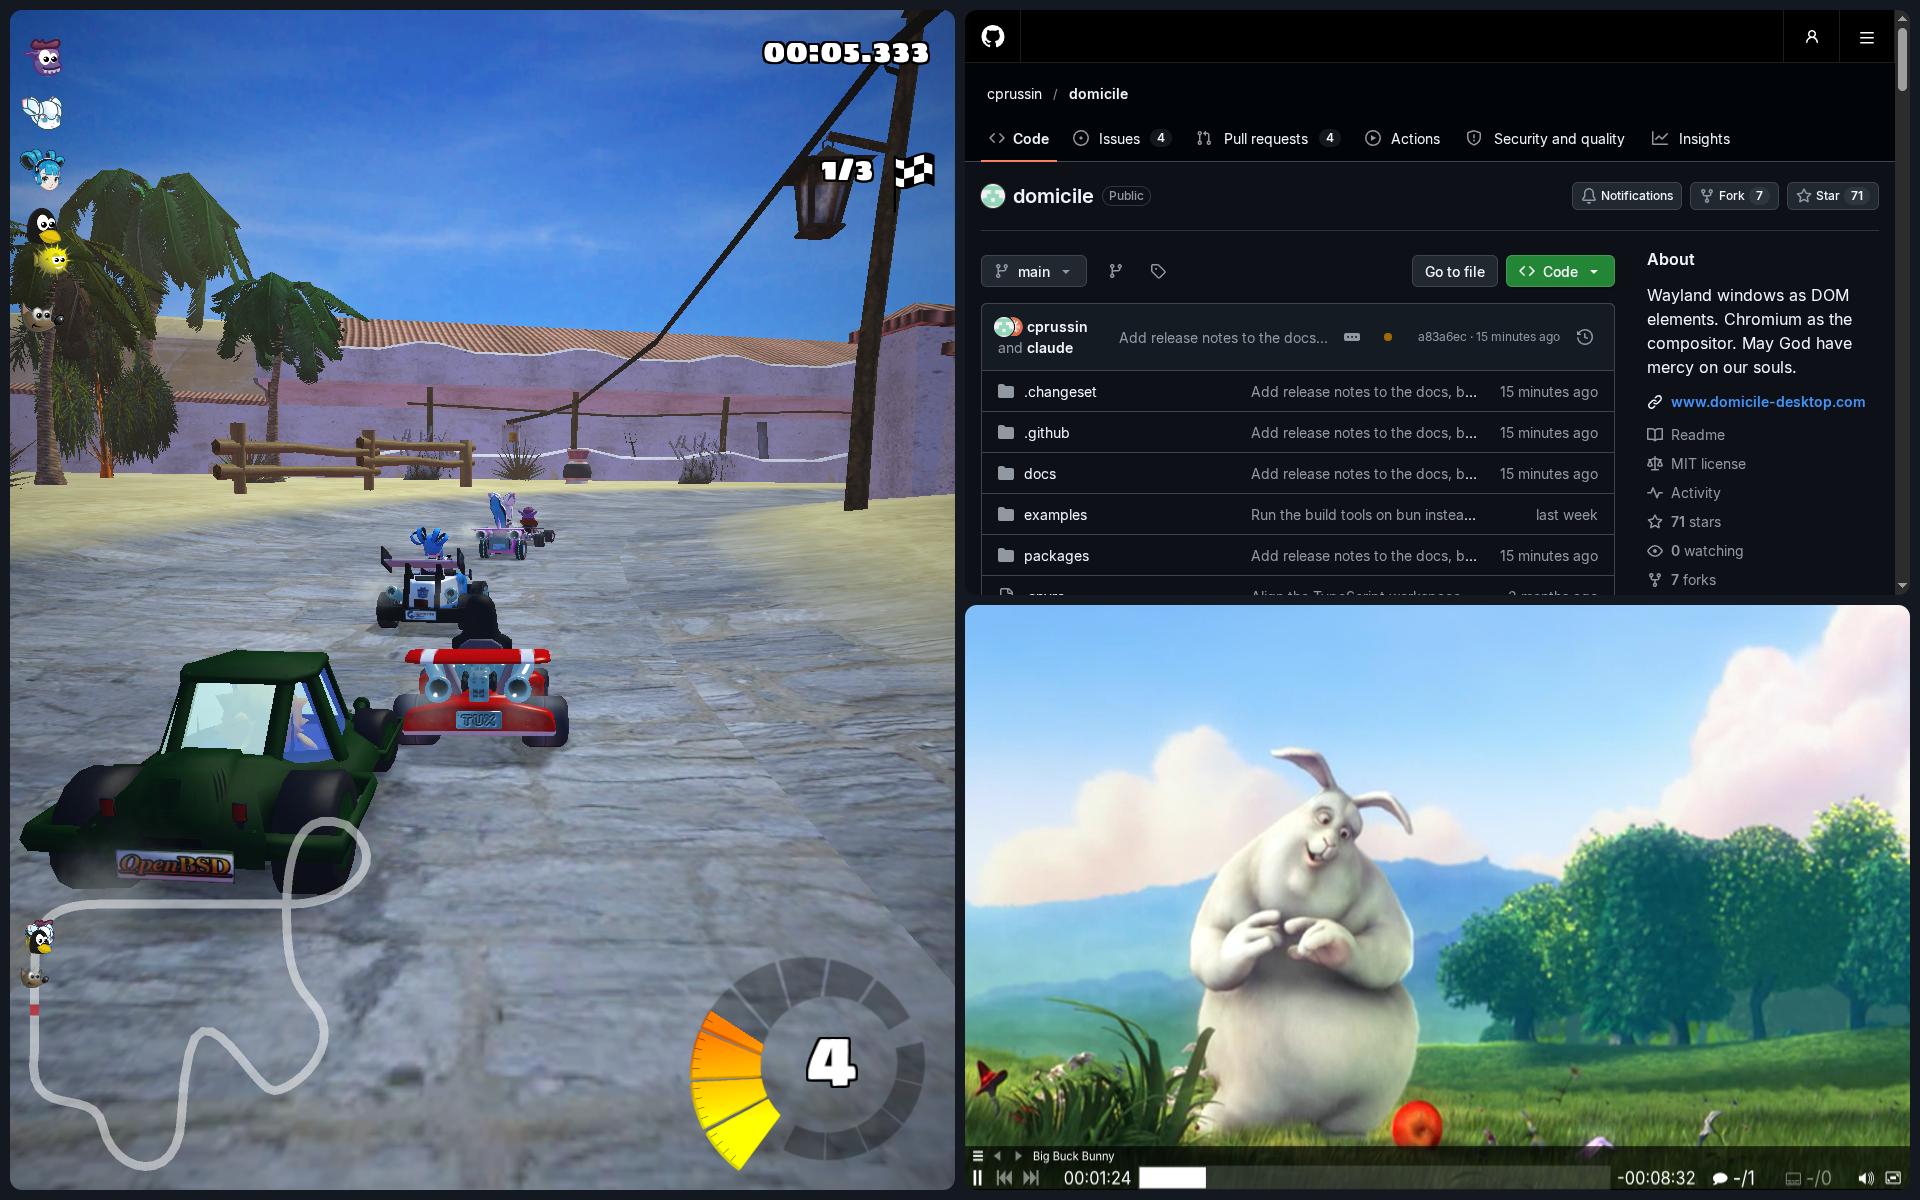 00:05.333
1/3
TUX
OpenBSD
4
cprussin / domicile
Code
Issues 4
Pull requests 4
Actions
Security and quality
Insights
domicile Public
Notifications
Fork 7
Star 71
main
Go to file
Code
cprussin and claude
Add release notes to the docs...
a83a6ec · 15 minutes ago
.changeset Add release notes to the docs, b... 15 minutes ago
.github Add release notes to the docs, b... 15 minutes ago
docs Add release notes to the docs, b... 15 minutes ago
examples Run the build tools on bun instea... last week
packages Add release notes to the docs, b... 15 minutes ago
About
Wayland windows as DOM
elements. Chromium as the
compositor. May God have
mercy on our souls.
www.domicile-desktop.com
Readme
MIT license
Activity
71 stars
0 watching
7 forks
Big Buck Bunny
00:01:24
-00:08:32
-/1
-/0